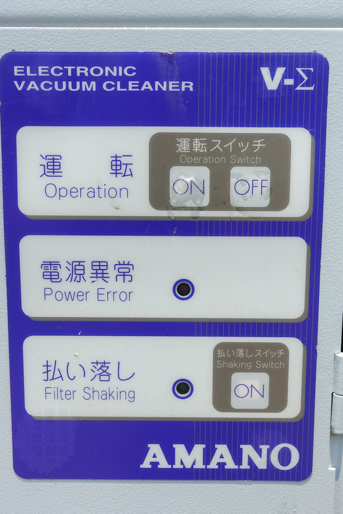 ELECTRONIC
VACUUM CLEANER
V-Σ
運 転
Operation
運転スイッチ
Operation Switch
ON OFF
電源異常
Power Error
払い落し
Filter Shaking
払い落しスイッチ
Shaking Switch
ON
AMANO